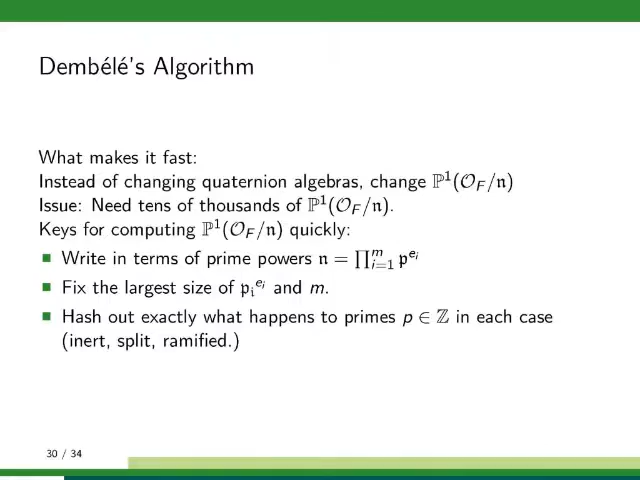 Dembélé's Algorithm
What makes it fast:
Instead of changing quaternion algebras, change ℙ¹(𝒪_F/𝔫)
Issue: Need tens of thousands of ℙ¹(𝒪_F/𝔫).
Keys for computing ℙ¹(𝒪_F/𝔫) quickly:
Write in terms of prime powers 𝔫 = ∏_{i=1}^{m} 𝔭^{e_i}
Fix the largest size of 𝔭_i^{e_i} and m.
Hash out exactly what happens to primes p ∈ ℤ in each case
(inert, split, ramified.)
30 / 34